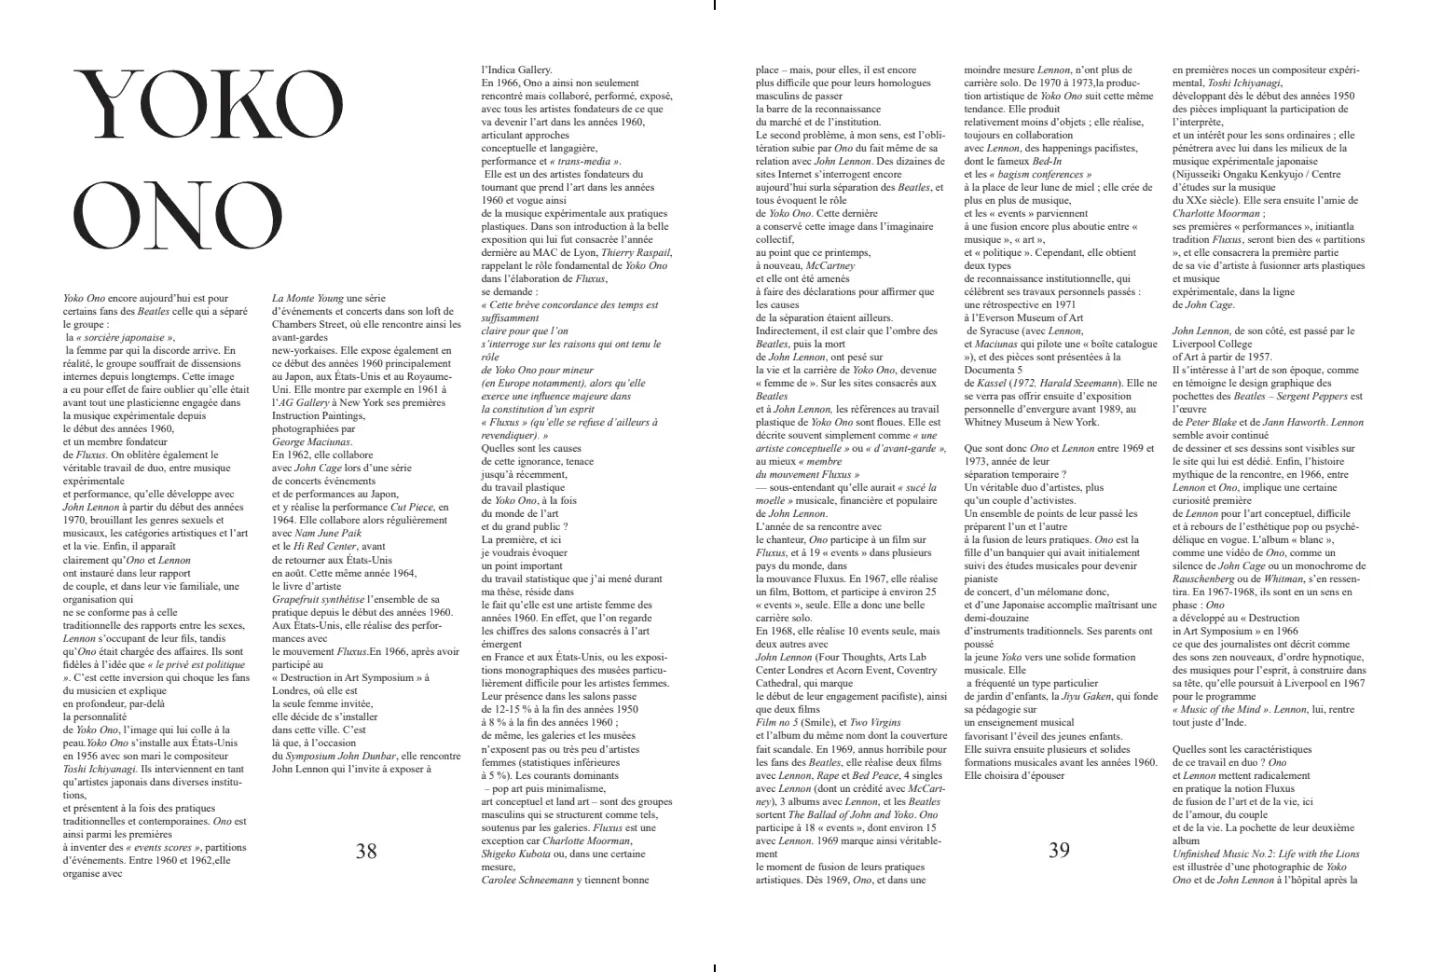 YOKO
ONO
Yoko Ono encore aujourd’hui est pour
certains fans des Beatles celle qui a séparé
le groupe :
la « sorcière japonaise »,
la femme par qui la discorde arrive. En
réalité, le groupe souffrait de dissensions
internes depuis longtemps. Cette image
a eu pour effet de faire oublier qu’elle était
avant tout une plasticienne engagée dans
la musique expérimentale depuis
le début des années 1960,
et un membre fondateur
de Fluxus. On oblitère également le
véritable travail de duo, entre musique
expérimentale
et performance, qu’elle développe avec
John Lennon à partir du début des années
1970, brouillant les genres sexuels et
musicaux, les catégories artistiques et l’art
et la vie. Enfin, il apparaît
clairement qu’Ono et Lennon
ont instauré dans leur rapport
de couple, et dans leur vie familiale, une
organisation qui
ne se conforme pas à celle
traditionnelle des rapports entre les sexes,
Lennon s’occupant de leur fils, tandis
qu’Ono était chargée des affaires. Ils sont
fidèles à l’idée que « le privé est politique
». C’est cette inversion qui choque les fans
du musicien et explique
en profondeur, par-delà
la personnalité
de Yoko Ono, l’image qui lui colle à la
peau.Yoko Ono s’installe aux États-Unis
en 1956 avec son mari le compositeur
Toshi Ichiyanagi. Ils interviennent en tant
qu’artistes japonais dans diverses institu-
tions,
et présentent à la fois des pratiques
traditionnelles et contemporaines. Ono est
ainsi parmi les premières
à inventer des « events scores », partitions
d’événements. Entre 1960 et 1962,elle
organise avec
La Monte Young une série
d’événements et concerts dans son loft de
Chambers Street, où elle rencontre ainsi les
avant-gardes
new-yorkaises. Elle expose également en
ce début des années 1960 principalement
au Japon, aux États-Unis et au Royaume-
Uni. Elle montre par exemple en 1961 à
l’AG Gallery à New York ses premières
Instruction Paintings,
photographiées par
George Maciunas.
En 1962, elle collabore
avec John Cage lors d’une série
de concerts événements
et de performances au Japon,
et y réalise la performance Cut Piece, en
1964. Elle collabore alors régulièrement
avec Nam June Paik
et le Hi Red Center, avant
de retourner aux États-Unis
en août. Cette même année 1964,
le livre d’artiste
Grapefruit synthétise l’ensemble de sa
pratique depuis le début des années 1960.
Aux États-Unis, elle réalise des perfor-
mances avec
le mouvement Fluxus.En 1966, après avoir
participé au
« Destruction in Art Symposium » à
Londres, où elle est
la seule femme invitée,
elle décide de s’installer
dans cette ville. C’est
là que, à l’occasion
du Symposium John Dunbar, elle rencontre
John Lennon qui l’invite à exposer à
l’Indica Gallery.
En 1966, Ono a ainsi non seulement
rencontré mais collaboré, performé, exposé,
avec tous les artistes fondateurs de ce que
va devenir l’art dans les années 1960,
articulant approches
conceptuelle et langagière,
performance et « trans-media ».
Elle est un des artistes fondateurs du
tournant que prend l’art dans les années
1960 et vogue ainsi
de la musique expérimentale aux pratiques
plastiques. Dans son introduction à la belle
exposition qui lui fut consacrée l’année
dernière au MAC de Lyon, Thierry Raspail,
rappelant le rôle fondamental de Yoko Ono
dans l’élaboration de Fluxus,
se demande :
« Cette brève concordance des temps est
suffisamment
claire pour que l’on
s’interroge sur les raisons qui ont tenu le
rôle
de Yoko Ono pour mineur
(en Europe notamment), alors qu’elle
exerce une influence majeure dans
la constitution d’un esprit
« Fluxus » (qu’elle se refuse d’ailleurs à
revendiquer). »
Quelles sont les causes
de cette ignorance, tenace
jusqu’à récemment,
du travail plastique
de Yoko Ono, à la fois
du monde de l’art
et du grand public ?
La première, et ici
je voudrais évoquer
un point important
du travail statistique que j’ai mené durant
ma thèse, réside dans
le fait qu’elle est une artiste femme des
années 1960. En effet, que l’on regarde
les chiffres des salons consacrés à l’art
émergent
en France et aux États-Unis, ou les exposi-
tions monographiques des musées particu-
lièrement difficile pour les artistes femmes.
Leur présence dans les salons passe
de 12-15 % à la fin des années 1950
à 8 % à la fin des années 1960 ;
de même, les galeries et les musées
n’exposent pas ou très peu d’artistes
femmes (statistiques inférieures
à 5 %). Les courants dominants
– pop art puis minimalisme,
art conceptuel et land art – sont des groupes
masculins qui se structurent comme tels,
soutenus par les galeries. Fluxus est une
exception car Charlotte Moorman,
Shigeko Kubota ou, dans une certaine
mesure,
Carolee Schneemann y tiennent bonne
38
place – mais, pour elles, il est encore
plus difficile que pour leurs homologues
masculins de passer
la barre de la reconnaissance
du marché et de l’institution.
Le second problème, à mon sens, est l’obli-
tération subie par Ono du fait même de sa
relation avec John Lennon. Des dizaines de
sites Internet s’interrogent encore
aujourd’hui surla séparation des Beatles, et
tous évoquent le rôle
de Yoko Ono. Cette dernière
a conservé cette image dans l’imaginaire
collectif,
au point que ce printemps,
à nouveau, McCartney
et elle ont été amenés
à faire des déclarations pour affirmer que
les causes
de la séparation étaient ailleurs.
Indirectement, il est clair que l’ombre des
Beatles, puis la mort
de John Lennon, ont pesé sur
la vie et la carrière de Yoko Ono, devenue
« femme de ». Sur les sites consacrés aux
Beatles
et à John Lennon, les références au travail
plastique de Yoko Ono sont floues. Elle est
décrite souvent simplement comme « une
artiste conceptuelle » ou « d’avant-garde »,
au mieux « membre
du mouvement Fluxus »
— sous-entendant qu’elle aurait « sucé la
moelle » musicale, financière et populaire
de John Lennon.
L’année de sa rencontre avec
le chanteur, Ono participe à un film sur
Fluxus, et à 19 « events » dans plusieurs
pays du monde, dans
la mouvance Fluxus. En 1967, elle réalise
un film, Bottom, et participe à environ 25
« events », seule. Elle a donc une belle
carrière solo.
En 1968, elle réalise 10 events seule, mais
deux autres avec
John Lennon (Four Thoughts, Arts Lab
Center Londres et Acorn Event, Coventry
Cathedral, qui marque
le début de leur engagement pacifiste), ainsi
que deux films
Film no 5 (Smile), et Two Virgins
et l’album du même nom dont la couverture
fait scandale. En 1969, annus horribile pour
les fans des Beatles, elle réalise deux films
avec Lennon, Rape et Bed Peace, 4 singles
avec Lennon (dont un crédité avec McCart-
ney), 3 albums avec Lennon, et les Beatles
sortent The Ballad of John and Yoko. Ono
participe à 18 « events », dont environ 15
avec Lennon. 1969 marque ainsi véritable-
ment
le moment de fusion de leurs pratiques
artistiques. Dès 1969, Ono, et dans une
moindre mesure Lennon, n’ont plus de
carrière solo. De 1970 à 1973,la produc-
tion artistique de Yoko Ono suit cette même
tendance. Elle produit
relativement moins d’objets ; elle réalise,
toujours en collaboration
avec Lennon, des happenings pacifistes,
dont le fameux Bed-In
et les « bagism conferences »
à la place de leur lune de miel ; elle crée de
plus en plus de musique,
et les « events » parviennent
à une fusion encore plus aboutie entre «
musique », « art »,
et « politique ». Cependant, elle obtient
deux types
de reconnaissance institutionnelle, qui
célèbrent ses travaux personnels passés :
une rétrospective en 1971
à l’Everson Museum of Art
de Syracuse (avec Lennon,
et Maciunas qui pilote une « boîte catalogue
»), et des pièces sont présentées à la
Documenta 5
de Kassel (1972, Harald Szeemann). Elle ne
se verra pas offrir ensuite d’exposition
personnelle d’envergure avant 1989, au
Whitney Museum à New York.
Que sont donc Ono et Lennon entre 1969 et
1973, année de leur
séparation temporaire ?
Un véritable duo d’artistes, plus
qu’un couple d’activistes.
Un ensemble de points de leur passé les
préparent l’un et l’autre
à la fusion de leurs pratiques. Ono est la
fille d’un banquier qui avait initialement
suivi des études musicales pour devenir
pianiste
de concert, d’un mélomane donc,
et d’une Japonaise accomplie maîtrisant une
demi-douzaine
d’instruments traditionnels. Ses parents ont
poussé
la jeune Yoko vers une solide formation
musicale. Elle
a fréquenté un type particulier
de jardin d’enfants, la Jiyu Gaken, qui fonde
sa pédagogie sur
un enseignement musical
favorisant l’éveil des jeunes enfants.
Elle suivra ensuite plusieurs et solides
formations musicales avant les années 1960.
Elle choisira d’épouser
en premières noces un compositeur expéri-
mental, Toshi Ichiyanagi,
développant dès le début des années 1950
des pièces impliquant la participation de
l’interprète,
et un intérêt pour les sons ordinaires ; elle
pénétrera avec lui dans les milieux de la
musique expérimentale japonaise
(Nijusseiki Ongaku Kenkyujo / Centre
d’études sur la musique
du XXe siècle). Elle sera ensuite l’amie de
Charlotte Moorman ;
ses premières « performances », initiantla
tradition Fluxus, seront bien des « partitions
», et elle consacrera la première partie
de sa vie d’artiste à fusionner arts plastiques
et musique
expérimentale, dans la ligne
de John Cage.
John Lennon, de son côté, est passé par le
Liverpool College
of Art à partir de 1957.
Il s’intéresse à l’art de son époque, comme
en témoigne le design graphique des
pochettes des Beatles – Sergent Peppers est
l’œuvre
de Peter Blake et de Jann Haworth. Lennon
semble avoir continué
de dessiner et ses dessins sont visibles sur
le site qui lui est dédié. Enfin, l’histoire
mythique de la rencontre, en 1966, entre
Lennon et Ono, implique une certaine
curiosité première
de Lennon pour l’art conceptuel, difficile
et à rebours de l’esthétique pop ou psyché-
délique en vogue. L’album « blanc »,
comme une vidéo de Ono, comme un
silence de John Cage ou un monochrome de
Rauschenberg ou de Whitman, s’en ressen-
tira. En 1967-1968, ils en sont un sens en
phase : Ono
a développé au « Destruction
in Art Symposium » en 1966
ce que des journalistes ont décrit comme
des sons zen nouveaux, d’ordre hypnotique,
des musiques pour l’esprit, à construire dans
sa tête, qu’elle poursuit à Liverpool en 1967
pour le programme
« Music of the Mind ». Lennon, lui, rentre
tout juste d’Inde.
Quelles sont les caractéristiques
de ce travail en duo ? Ono
et Lennon mettent radicalement
en pratique la notion Fluxus
de fusion de l’art et de la vie, ici
de l’amour, du couple
et de la vie. La pochette de leur deuxième
album
Unfinished Music No.2: Life with the Lions
est illustrée d’une photographie de Yoko
Ono et de John Lennon à l’hôpital après la
39